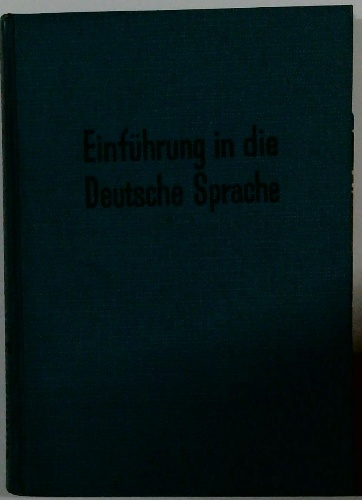 Einführung in die
Deutsche Sprache